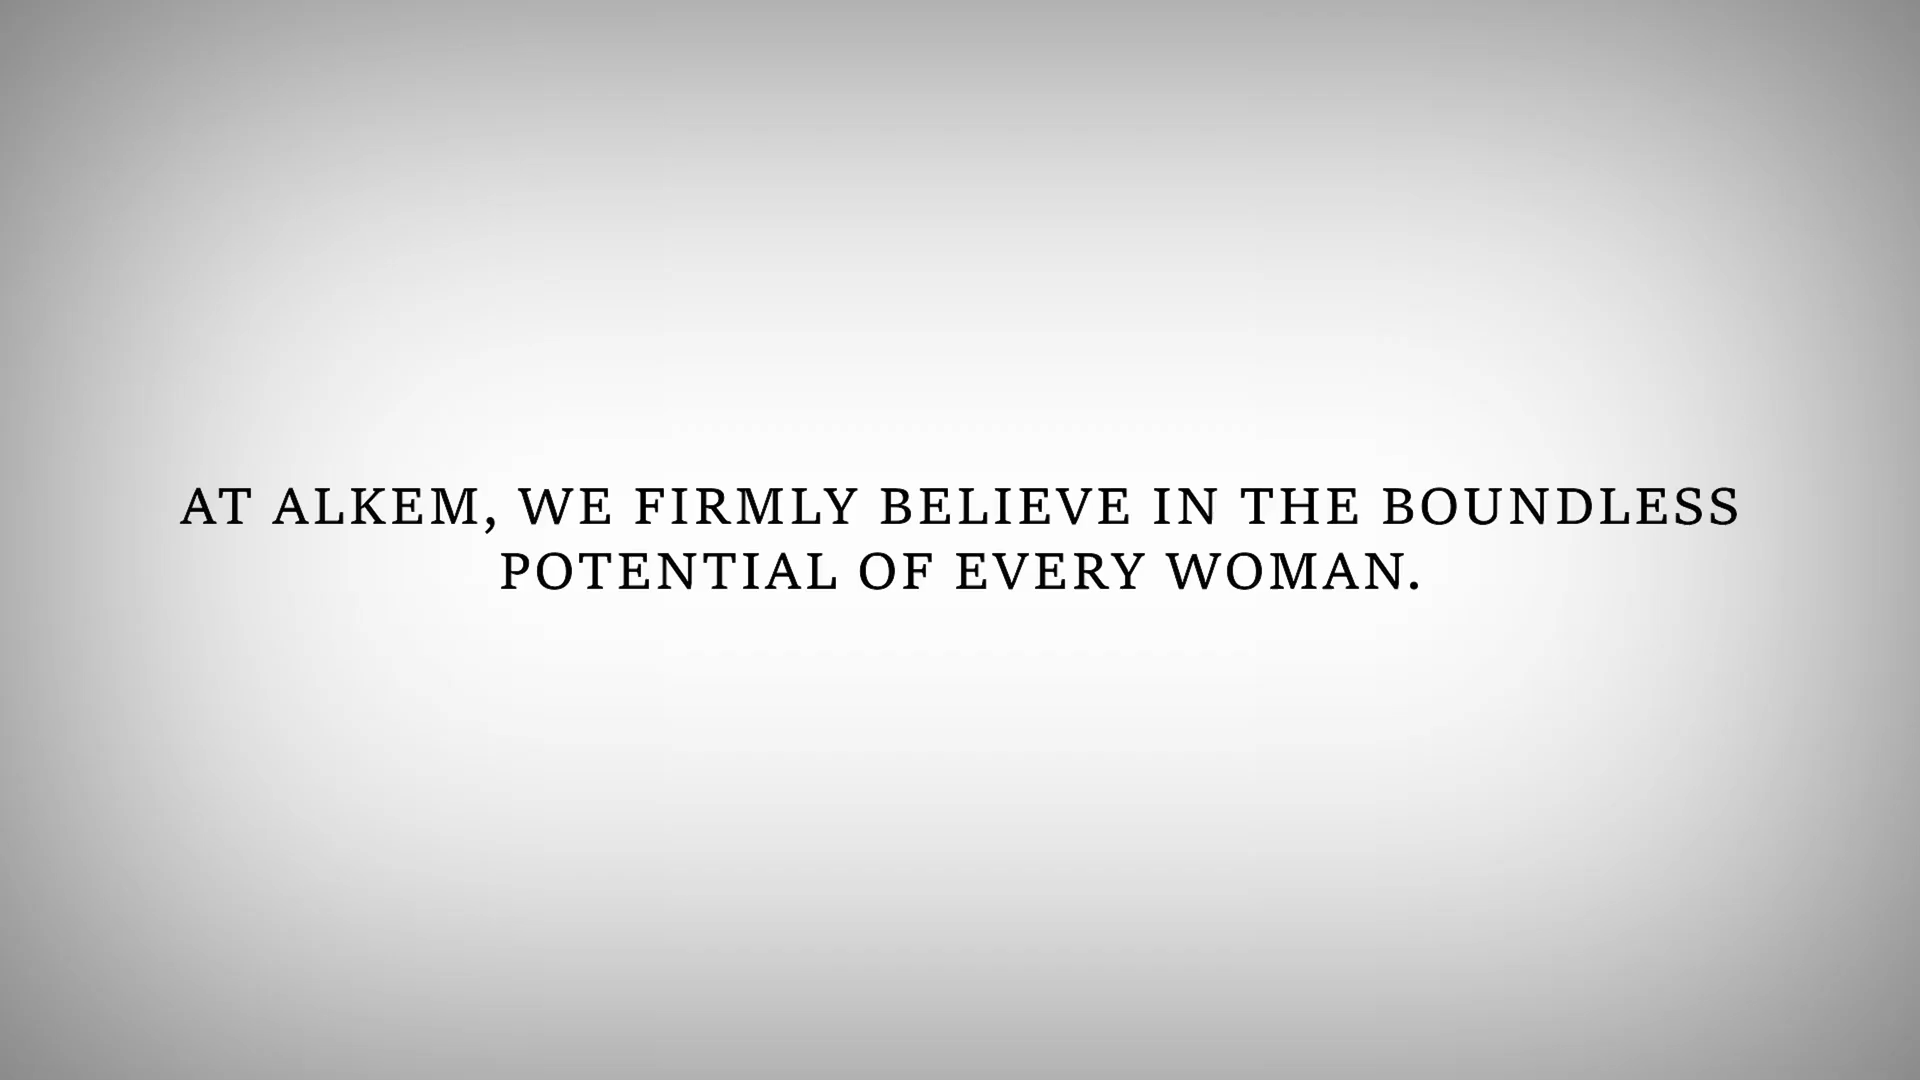 AT ALKEM, WE FIRMLY BELIEVE IN THE BOUNDLESS
POTENTIAL OF EVERY WOMAN.